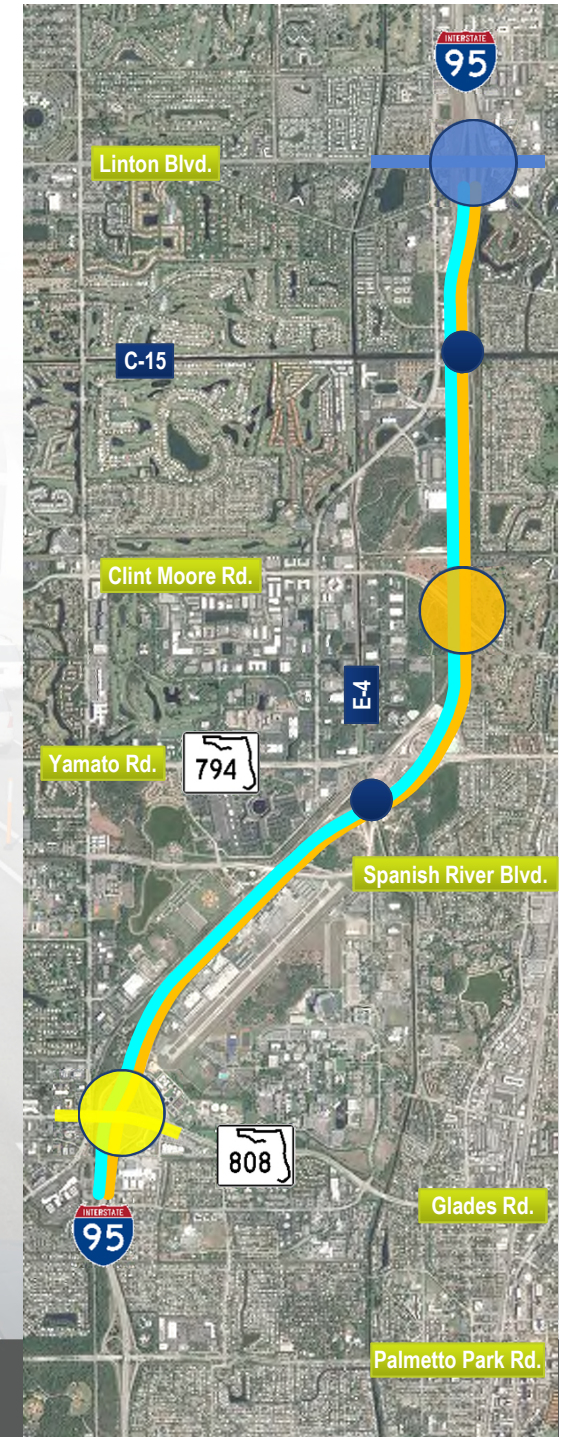 INTERSTATE
95
Linton Blvd.
C-15
Clint Moore Rd.
E-4
Yamato Rd.
794
Spanish River Blvd.
808
Glades Rd.
INTERSTATE
95
Palmetto Park Rd.